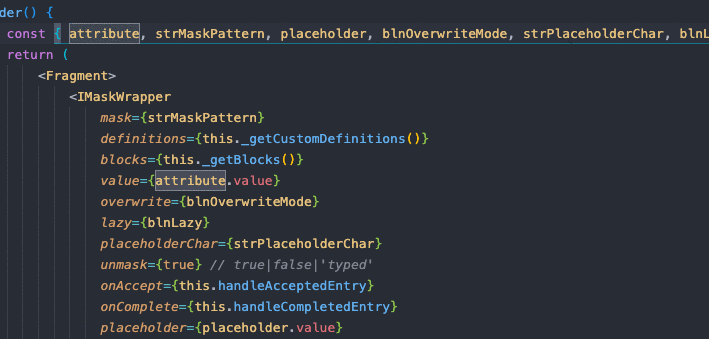 der() {
const { attribute, strMaskPattern, placeholder, blnOverwriteMode, strPlaceholderChar, blnL
return (
<Fragment>
<IMaskWrapper
mask={strMaskPattern}
definitions={this._getCustomDefinitions()}
blocks={this._getBlocks()}
value={attribute.value}
overwrite={blnOverwriteMode}
lazy={blnLazy}
placeholderChar={strPlaceholderChar}
unmask={true} // true|false|'typed'
onAccept={this.handleAcceptedEntry}
onComplete={this.handleCompletedEntry}
placeholder={placeholder.value}